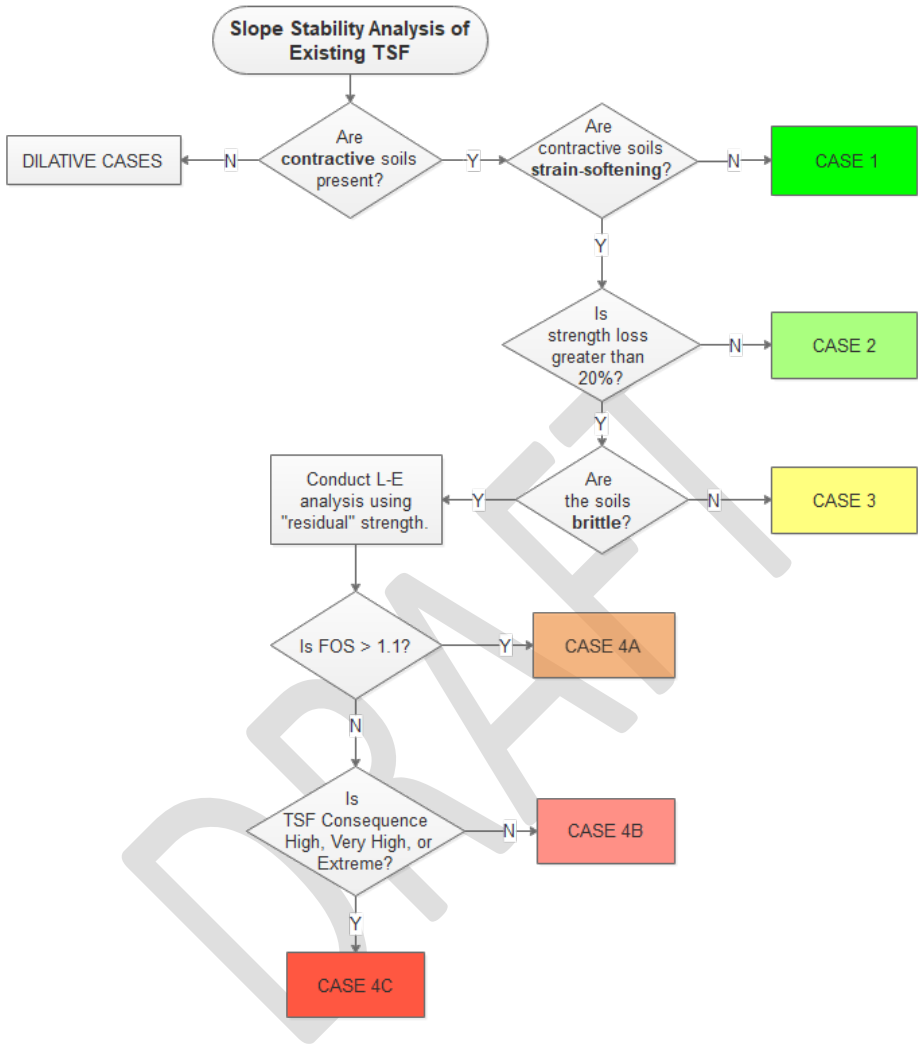 Slope Stability Analysis of
Existing TSF
Are
contractive soils
present?
N
DILATIVE CASES
Y
Are
contractive soils
strain-softening?
N
CASE 1
Y
Is
strength loss
greater than
20%?
N
CASE 2
Y
Are
the soils
brittle?
N
CASE 3
Y
Conduct L-E
analysis using
"residual" strength.
Is FOS > 1.1?
Y
CASE 4A
N
Is
TSF Consequence
High, Very High, or
Extreme?
N
CASE 4B
Y
CASE 4C
DRAFT